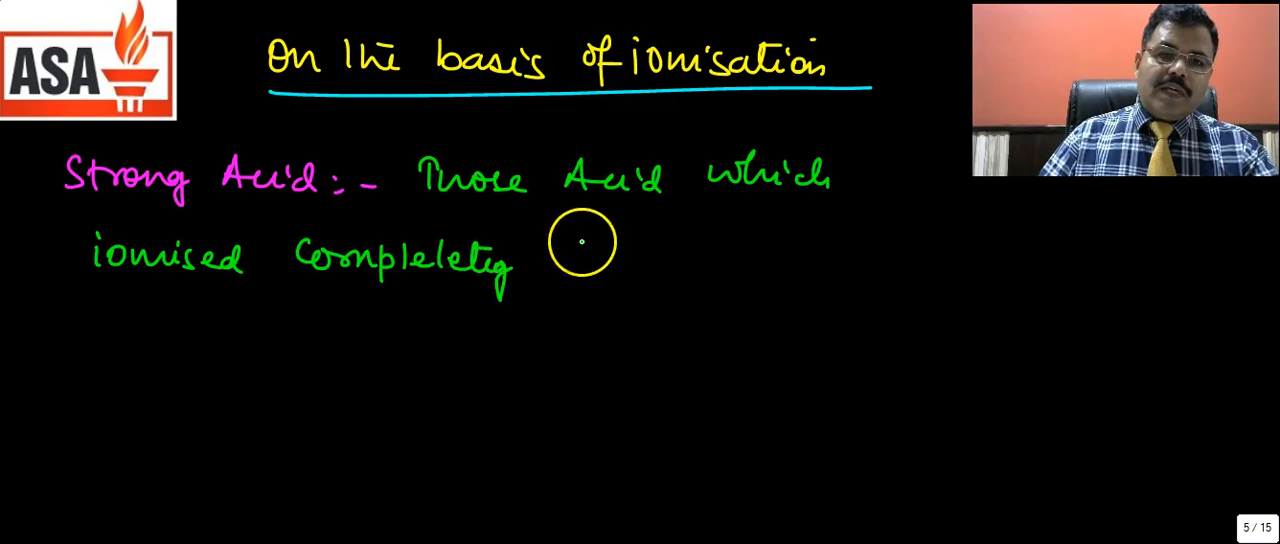 ASA
On the basis of ionisation
Strong Acid :- Those Acid which
ionised completely
5 / 15